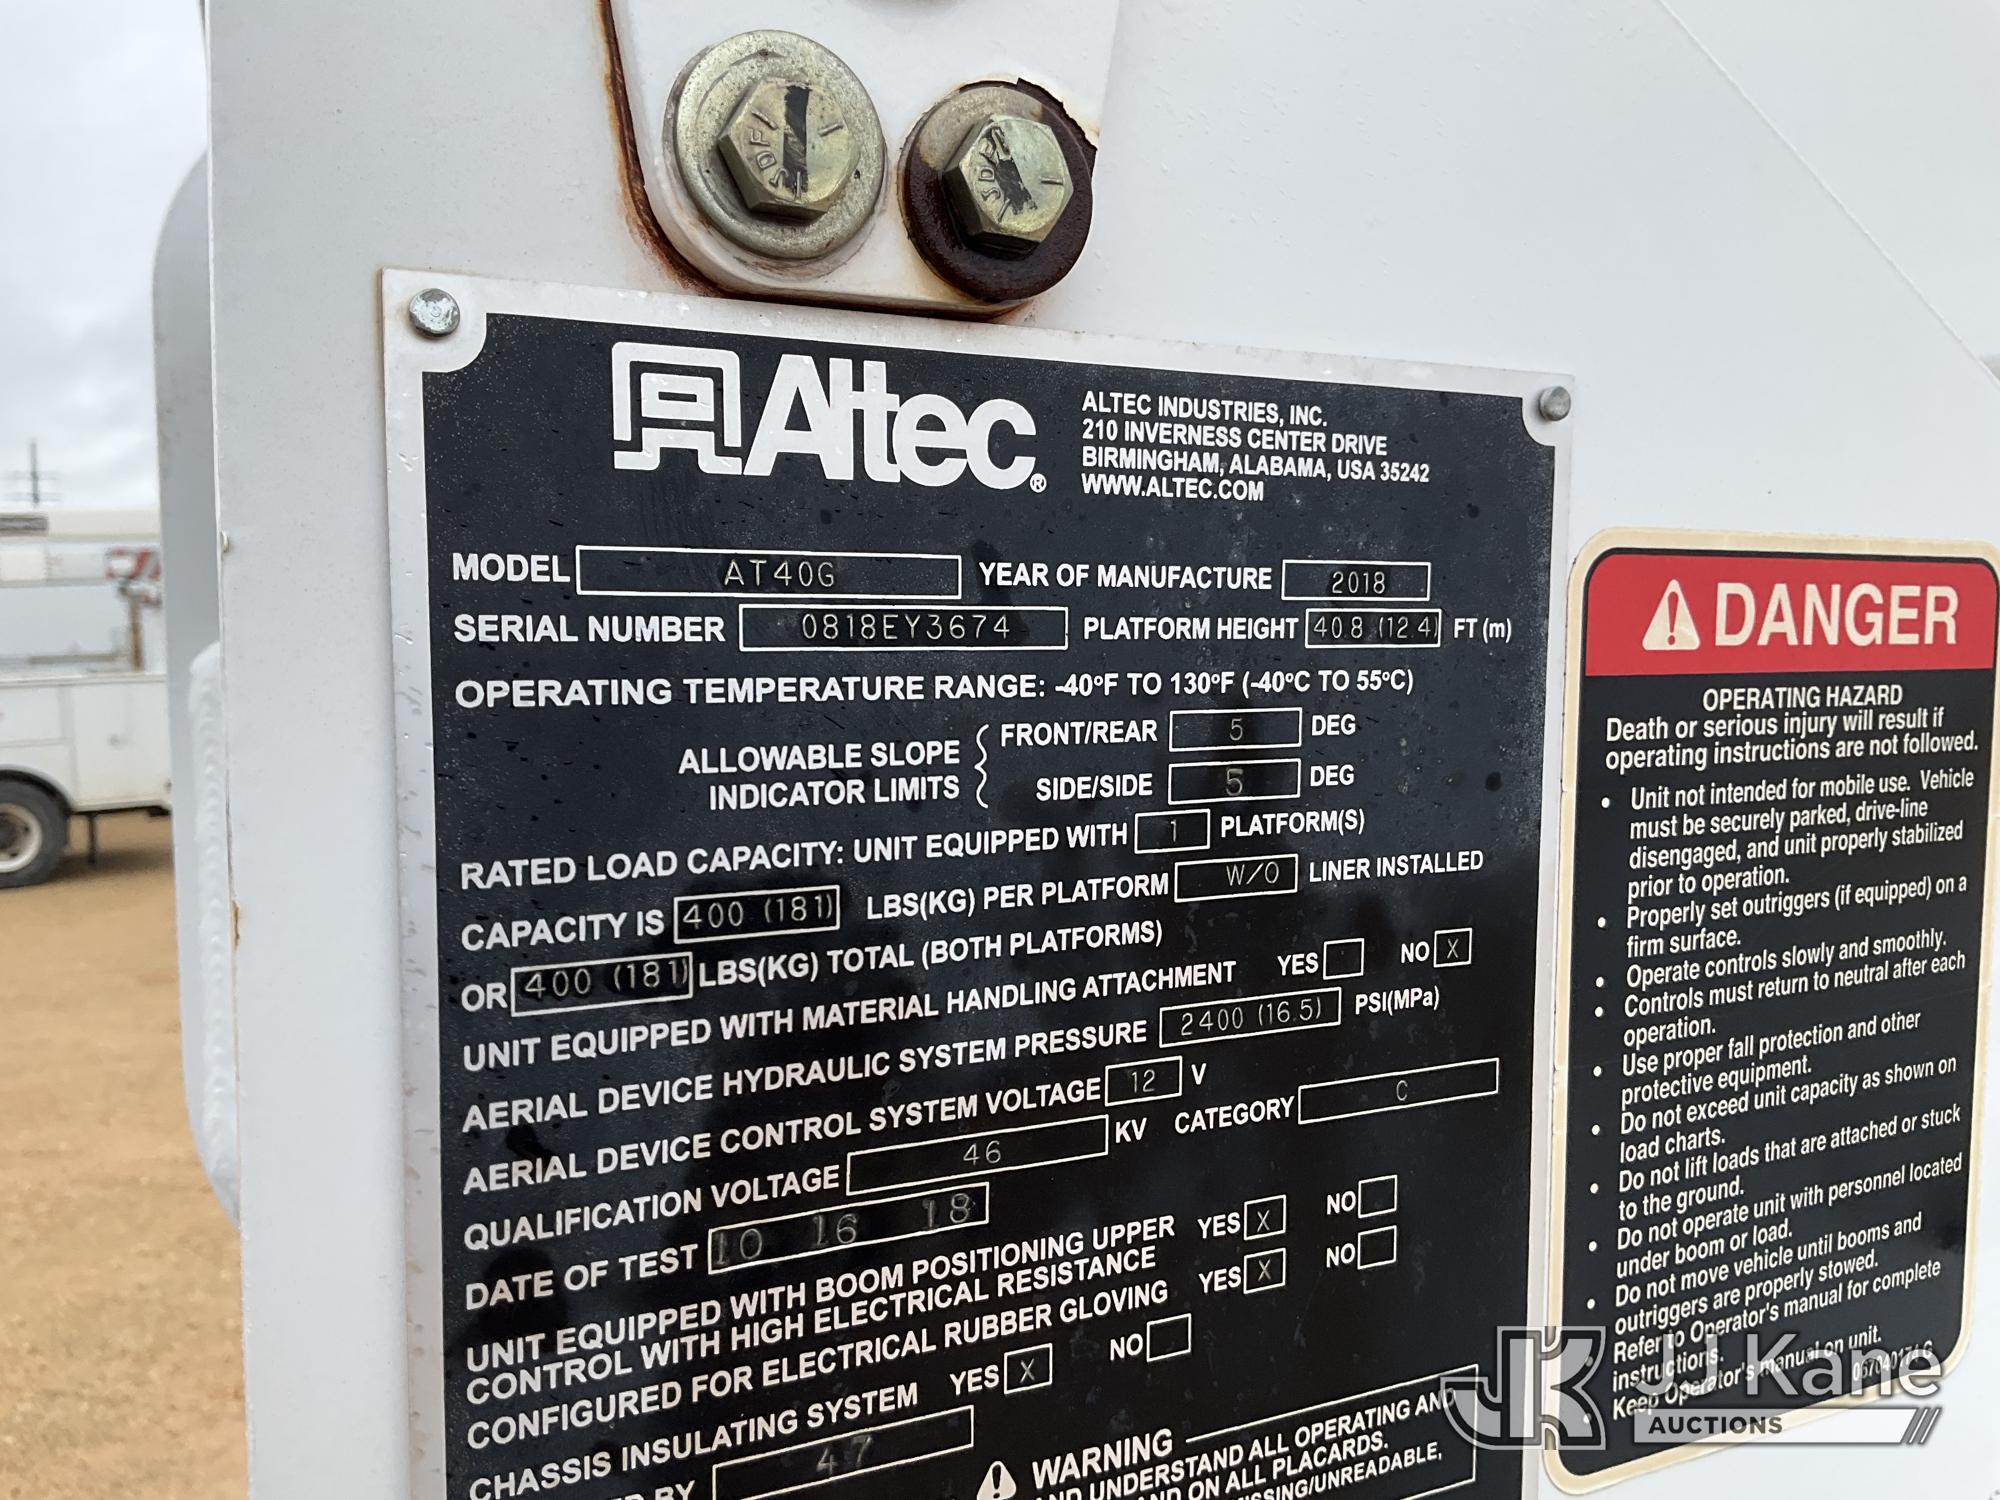 JDF
JDF
Altec®
ALTEC INDUSTRIES, INC.
210 INVERNESS CENTER DRIVE
BIRMINGHAM, ALABAMA, USA 35242
WWW.ALTEC.COM
MODEL AT40G YEAR OF MANUFACTURE 2018
SERIAL NUMBER 0818EY3674 PLATFORM HEIGHT 40.8 (12.4) FT (m)
OPERATING TEMPERATURE RANGE: -40°F TO 130°F (-40°C TO 55°C)
ALLOWABLE SLOPE INDICATOR LIMITS
FRONT/REAR 5 DEG
SIDE/SIDE 5 DEG
RATED LOAD CAPACITY: UNIT EQUIPPED WITH 1 PLATFORM(S)
CAPACITY IS 400 (181) LBS(KG) PER PLATFORM W/O LINER INSTALLED
OR 400 (181) LBS(KG) TOTAL (BOTH PLATFORMS)
UNIT EQUIPPED WITH MATERIAL HANDLING ATTACHMENT YES NO X
AERIAL DEVICE HYDRAULIC SYSTEM PRESSURE 2400 (16.5) PSI(MPa)
AERIAL DEVICE CONTROL SYSTEM VOLTAGE 12 V
QUALIFICATION VOLTAGE 46 KV CATEGORY C
DATE OF TEST 10 16 18
UNIT EQUIPPED WITH BOOM POSITIONING UPPER
CONTROL WITH HIGH ELECTRICAL RESISTANCE YES X NO
CONFIGURED FOR ELECTRICAL RUBBER GLOVING YES X NO
CHASSIS INSULATING SYSTEM YES X NO
BY 47
WARNING
UNDERSTAND ALL OPERATING AND
ON ALL PLACARDS.
MISSING/UNREADABLE,
DANGER
OPERATING HAZARD
Death or serious injury will result if
operating instructions are not followed.
• Unit not intended for mobile use. Vehicle
must be securely parked, drive-line
disengaged, and unit properly stabilized
prior to operation.
• Properly set outriggers (if equipped) on a
firm surface.
• Operate controls slowly and smoothly.
• Controls must return to neutral after each
operation.
• Use proper fall protection and other
protective equipment.
• Do not exceed unit capacity as shown on
load charts.
• Do not lift loads that are attached or stuck
to the ground.
• Do not operate unit with personnel located
under boom or load.
• Do not move vehicle until booms and
outriggers are properly stowed.
Refer to Operator's manual for complete
instructions.
Keep Operator's manual on unit.
JK
JJ Kane
AUCTIONS